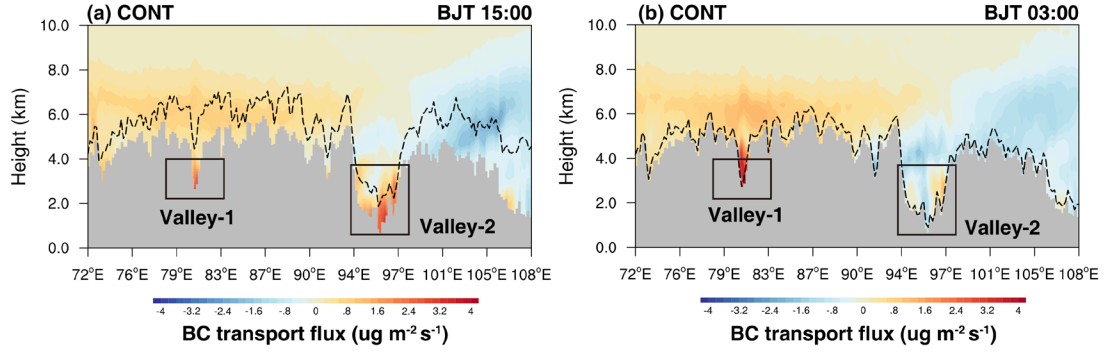 (a) CONT BJT 15:00
10.0
8.0
6.0
4.0
2.0
0.0
Height (km)
Valley-1
Valley-2
72°E 76°E 79°E 83°E 87°E 90°E 94°E 97°E 101°E 105°E 108°E
-4 -3.2 -2.4 -1.6 -.8 0 .8 1.6 2.4 3.2 4
BC transport flux (ug m⁻² s⁻¹)
(b) CONT BJT 03:00
10.0
8.0
6.0
4.0
2.0
0.0
Height (km)
Valley-1
Valley-2
72°E 76°E 79°E 83°E 87°E 90°E 94°E 97°E 101°E 105°E 108°E
-4 -3.2 -2.4 -1.6 -.8 0 .8 1.6 2.4 3.2 4
BC transport flux (ug m⁻² s⁻¹)